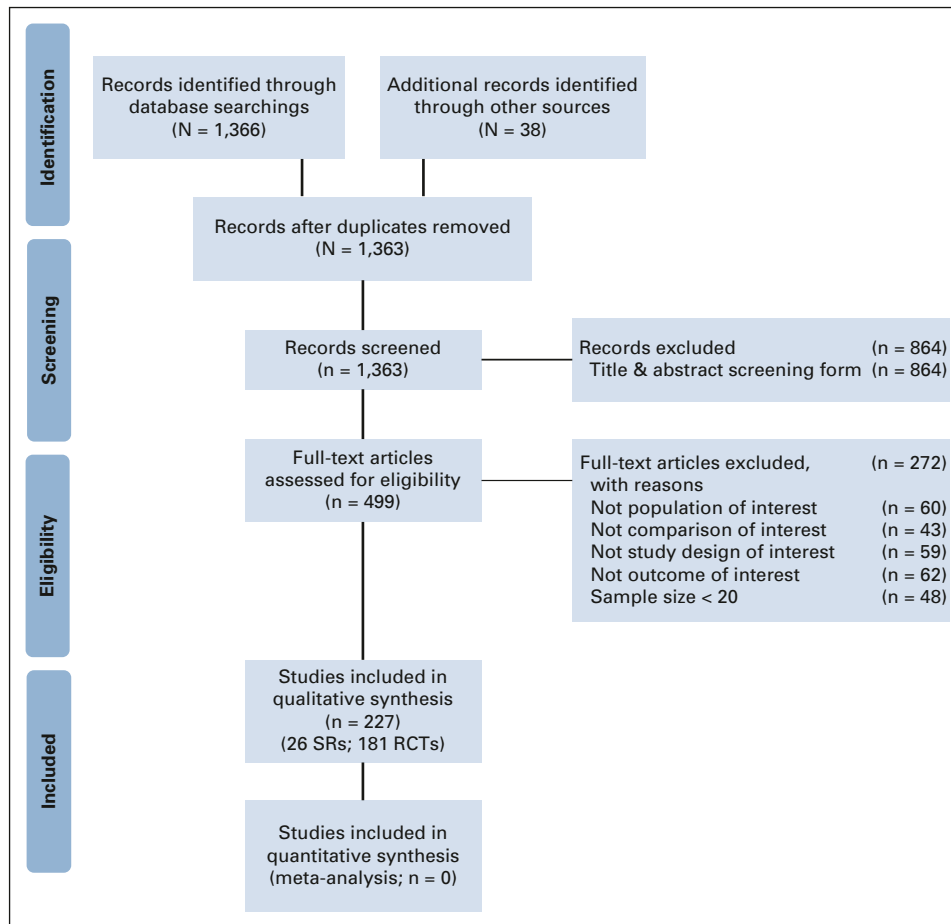 Identification
Records identified through
database searchings
(N = 1,366)
Additional records identified
through other sources
(N = 38)
Records after duplicates removed
(N = 1,363)
Screening
Records screened
(n = 1,363)
Records excluded (n = 864)
Title & abstract screening form (n = 864)
Eligibility
Full-text articles
assessed for eligibility
(n = 499)
Full-text articles excluded, (n = 272)
with reasons
Not population of interest (n = 60)
Not comparison of interest (n = 43)
Not study design of interest (n = 59)
Not outcome of interest (n = 62)
Sample size < 20 (n = 48)
Included
Studies included in
qualitative synthesis
(n = 227)
(26 SRs; 181 RCTs)
Studies included in
quantitative synthesis
(meta-analysis; n = 0)